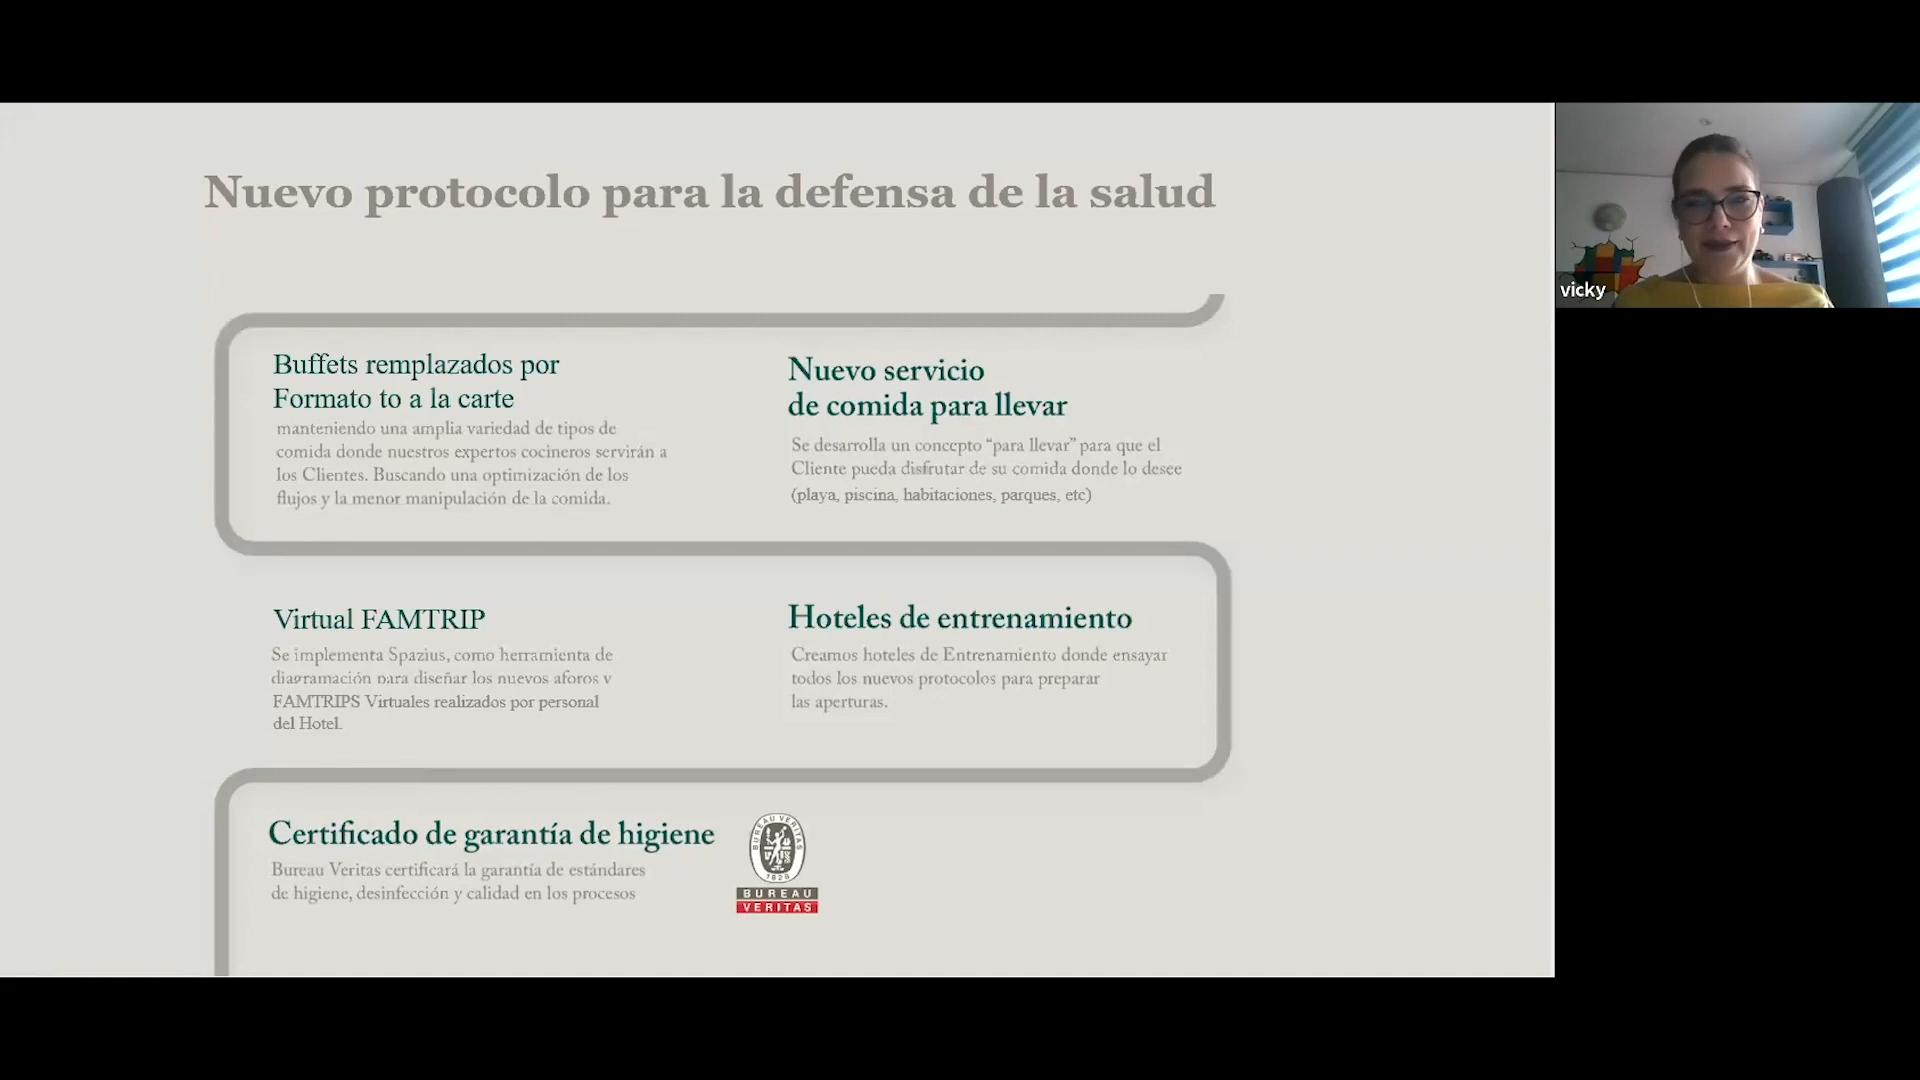 Nuevo protocolo para la defensa de la salud
vicky
Buffets remplazados por
Formato to a la carte
manteniendo una amplia variedad de tipos de
comida donde nuestros expertos cocineros servirán a
los Clientes. Buscando una optimización de los
flujos y la menor manipulación de la comida.
Nuevo servicio
de comida para llevar
Se desarrolla un concepto “para llevar” para que el
Cliente pueda disfrutar de su comida donde lo desee
(playa, piscina, habitaciones, parques, etc)
Virtual FAMTRIP
Se implementa Spazius, como herramienta de
diagramación para diseñar los nuevos aforos y
FAMTRIPS Virtuales realizados por personal
del Hotel.
Hoteles de entrenamiento
Creamos hoteles de Entrenamiento donde ensayar
todos los nuevos protocolos para preparar
las aperturas.
Certificado de garantía de higiene
Bureau Veritas certificará la garantía de estándares
de higiene, desinfección y calidad en los procesos
BUREAU VERITAS
1828
BUREAU
VERITAS